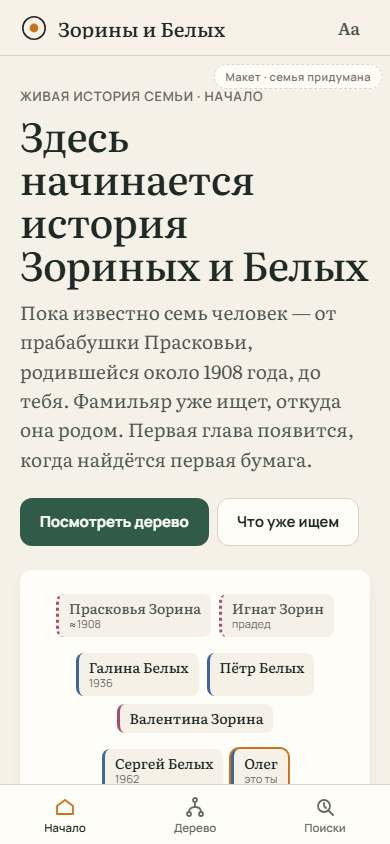 Зорины и Белых
Аа
Макет · семья придумана
ЖИВАЯ ИСТОРИЯ СЕМЬИ · НАЧАЛО
Здесь
начинается
история
Зориных и Белых
Пока известно семь человек — от
прабабушки Прасковьи,
родившейся около 1908 года, до
тебя. Фамильяр уже ищет, откуда
она родом. Первая глава появится,
когда найдётся первая бумага.
Посмотреть дерево
Что уже ищем
Прасковья Зорина
≈1908
Игнат Зорин
прадед
Галина Белых
1936
Пётр Белых
Валентина Зорина
Сергей Белых
1962
Олег
это ты
Начало
Дерево
Поиски